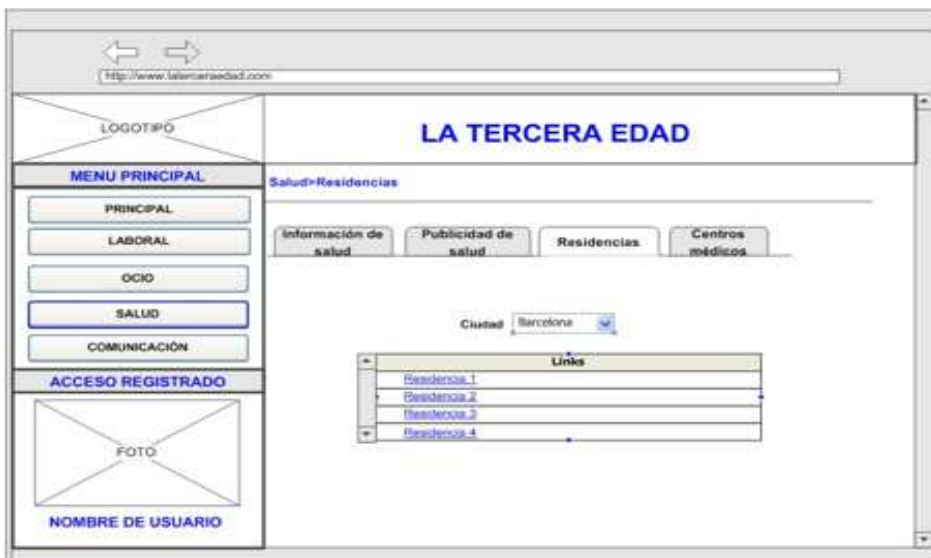 http://www.laterceraedad.com
LOGOTIPO
LA TERCERA EDAD
MENU PRINCIPAL
PRINCIPAL
LABORAL
OCIO
SALUD
COMUNICACIÓN
ACCESO REGISTRADO
FOTO
NOMBRE DE USUARIO
Salud>Residencias
Información de
salud
Publicidad de
salud
Residencias
Centros
médicos
Ciudad Barcelona
Links
Residencia 1
Residencia 2
Residencia 3
Residencia 4